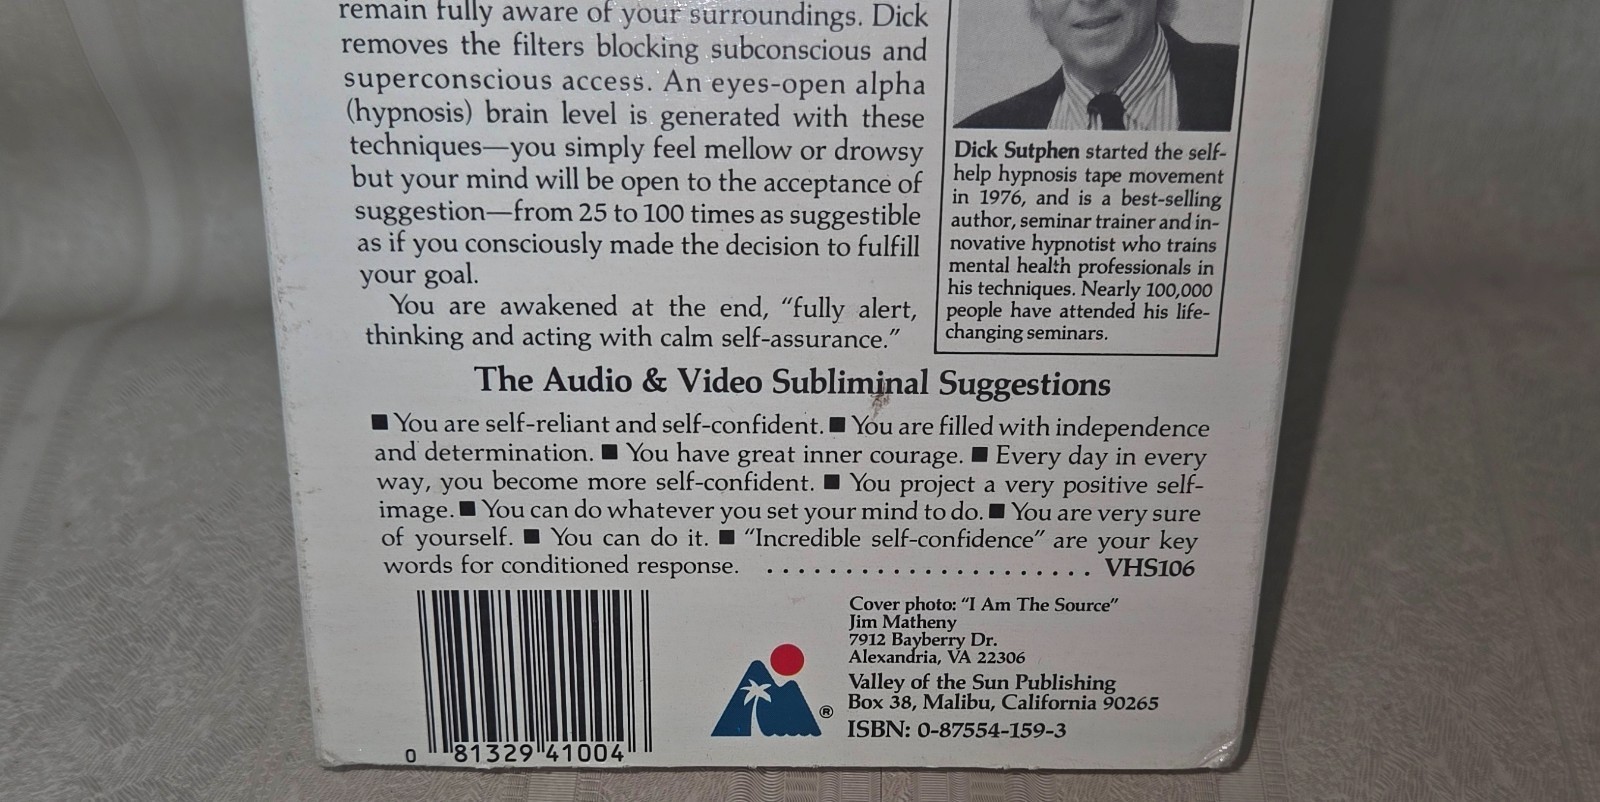 remain fully aware of your surroundings. Dick
removes the filters blocking subconscious and
superconscious access. An eyes-open alpha
(hypnosis) brain level is generated with these
techniques—you simply feel mellow or drowsy
but your mind will be open to the acceptance of
suggestion—from 25 to 100 times as suggestible
as if you consciously made the decision to fulfill
your goal.
You are awakened at the end, “fully alert,
thinking and acting with calm self-assurance.”
Dick Sutphen started the self-
help hypnosis tape movement
in 1976, and is a best-selling
author, seminar trainer and in-
novative hypnotist who trains
mental health professionals in
his techniques. Nearly 100,000
people have attended his life-
changing seminars.
The Audio & Video Subliminal Suggestions
■ You are self-reliant and self-confident. ■ You are filled with independence
and determination. ■ You have great inner courage. ■ Every day in every
way, you become more self-confident. ■ You project a very positive self-
image. ■ You can do whatever you set your mind to do. ■ You are very sure
of yourself. ■ You can do it. ■ “Incredible self-confidence” are your key
words for conditioned response. ..................... VHS106
0 81329 41004
®
Cover photo: “I Am The Source”
Jim Matheny
7912 Bayberry Dr.
Alexandria, VA 22306
Valley of the Sun Publishing
Box 38, Malibu, California 90265
ISBN: 0-87554-159-3